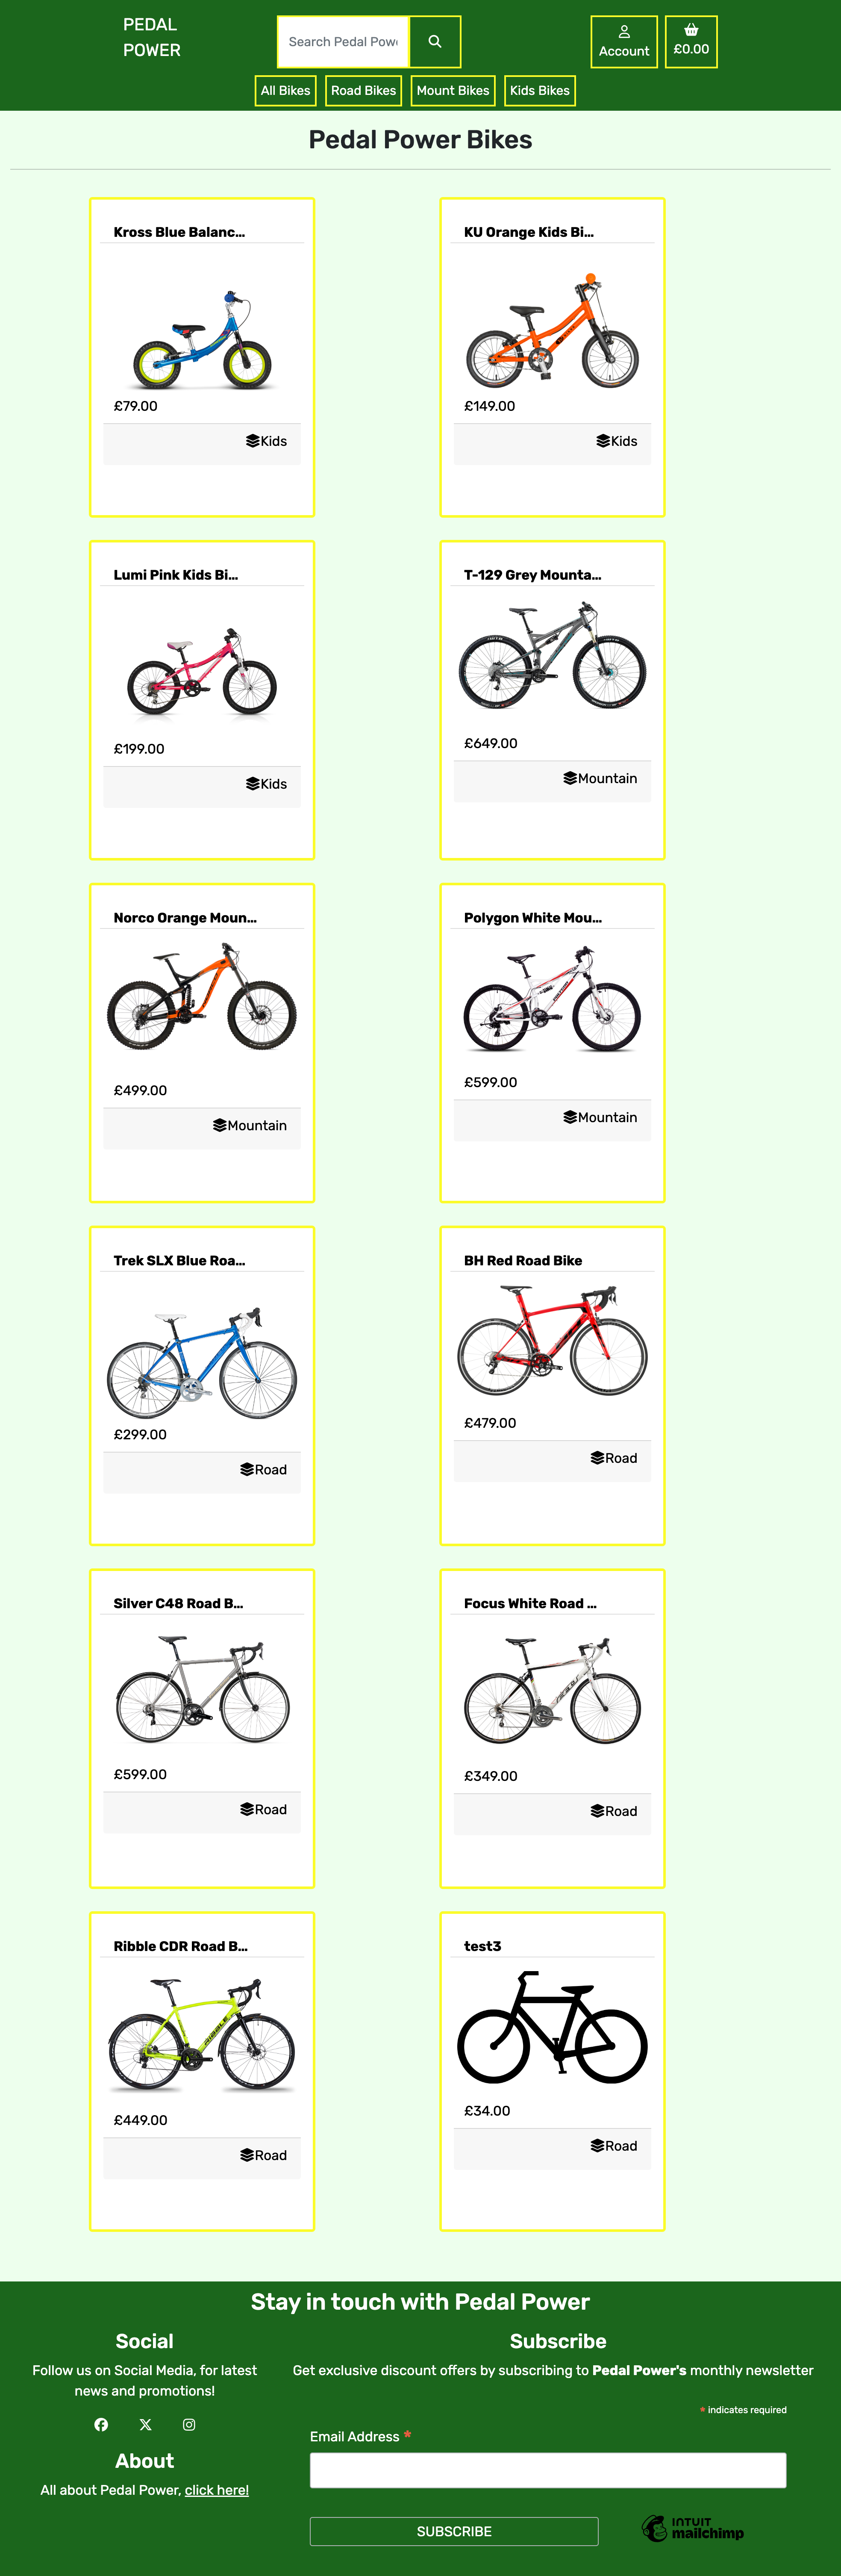 PEDAL
POWER
Search Pedal Pow
Account
£0.00
All Bikes
Road Bikes
Mount Bikes
Kids Bikes
Pedal Power Bikes
Kross Blue Balanc...
£79.00
Kids
KU Orange Kids Bi...
£149.00
Kids
Lumi Pink Kids Bi...
£199.00
Kids
T-129 Grey Mounta...
£649.00
Mountain
Norco Orange Moun...
£499.00
Mountain
Polygon White Mou...
£599.00
Mountain
Trek SLX Blue Roa...
£299.00
Road
BH Red Road Bike
£479.00
Road
Silver C48 Road B...
£599.00
Road
Focus White Road ...
£349.00
Road
Ribble CDR Road B...
RIBBLE
£449.00
Road
test3
£34.00
Road
Stay in touch with Pedal Power
Social
Follow us on Social Media, for latest
news and promotions!
About
All about Pedal Power, click here!
Subscribe
Get exclusive discount offers by subscribing to Pedal Power's monthly newsletter
* indicates required
Email Address *
SUBSCRIBE
INTUIT
mailchimp